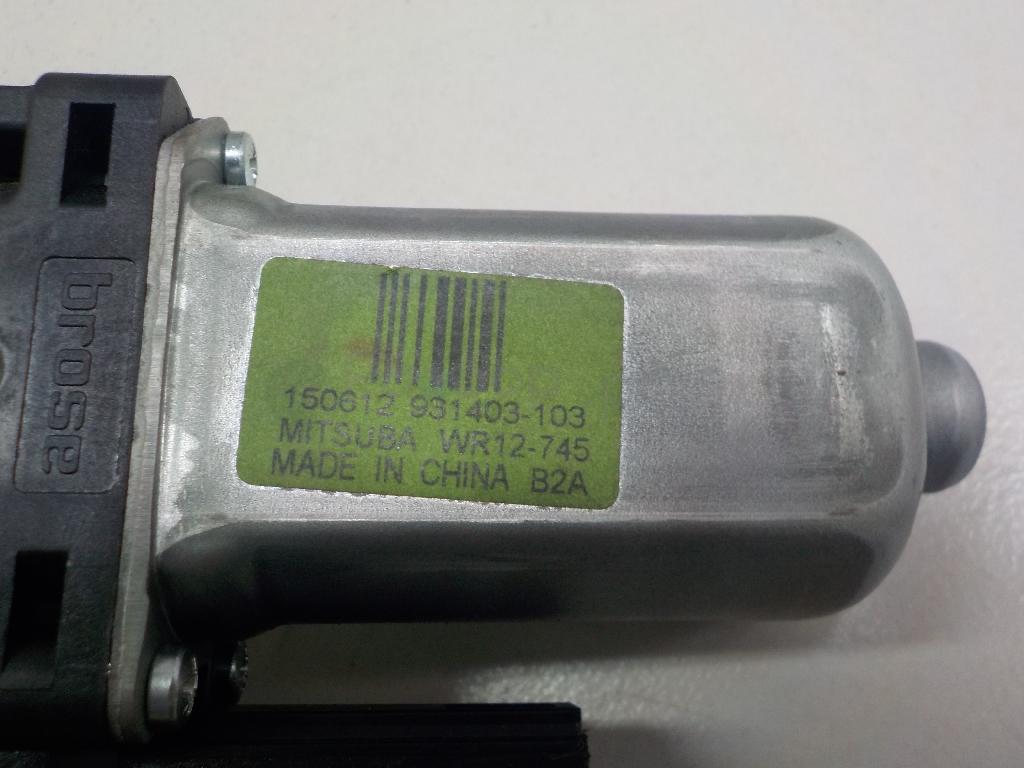 brose
150612 931403-103
MITSUBA WR12-745
MADE IN CHINA B2A